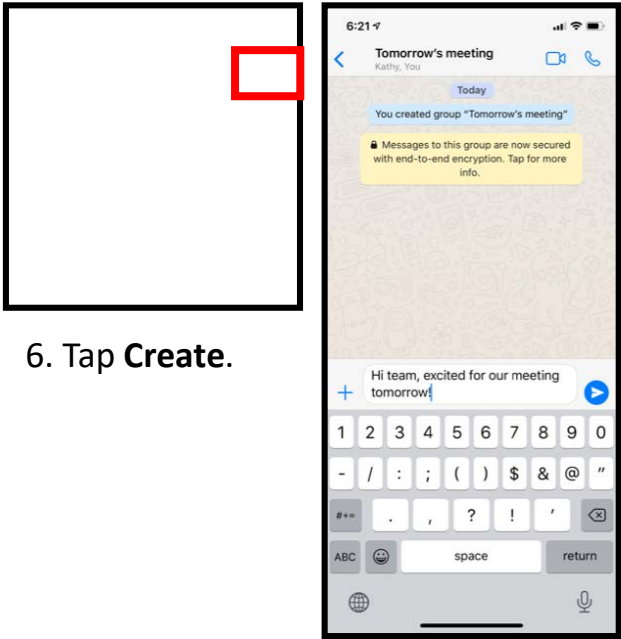 6. Tap Create.
6:21
Tomorrow's meeting
Kathy, You
Today
You created group "Tomorrow's meeting"
Messages to this group are now secured
with end-to-end encryption. Tap for more
info.
Hi team, excited for our meeting
tomorrow!
1 2 3 4 5 6 7 8 9 0
- / : ; ( ) $ & @ "
#+= . , ? ! ' 
ABC space return